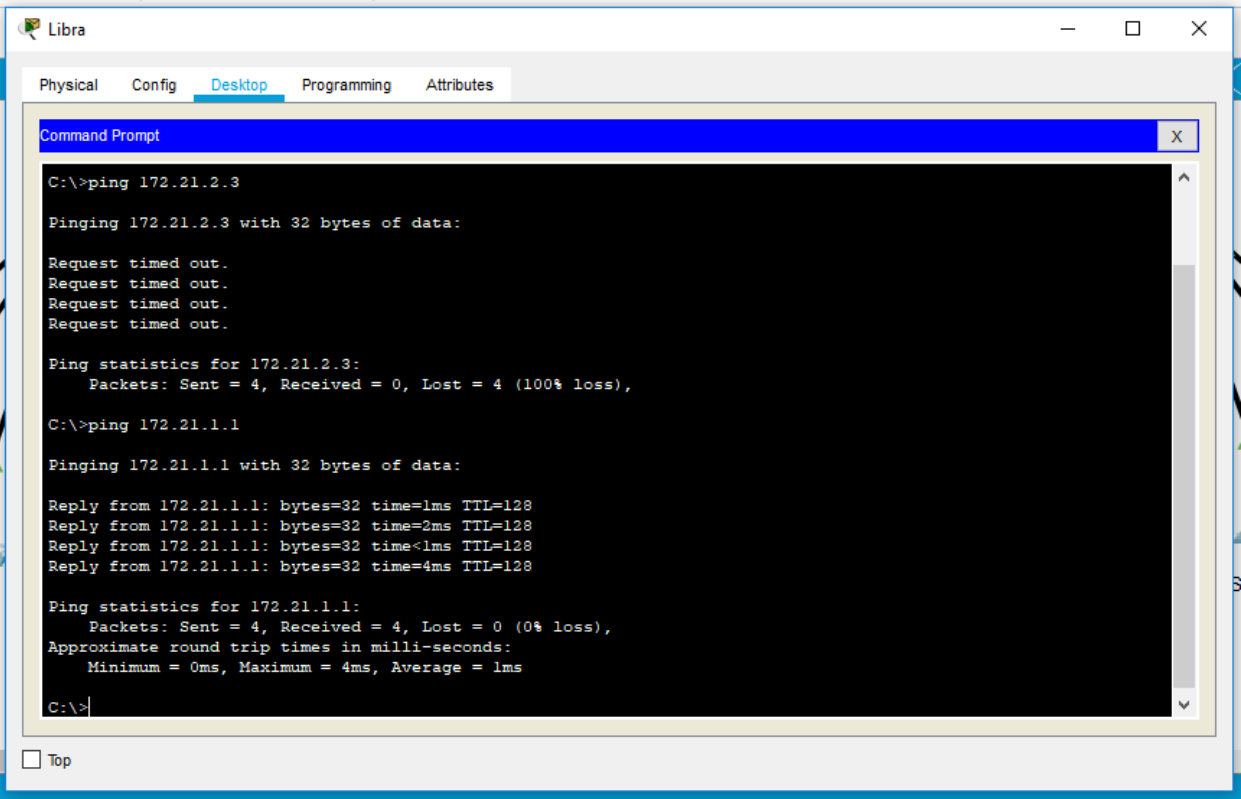 Libra
Physical Config Desktop Programming Attributes
Command Prompt
X
C:\>ping 172.21.2.3
Pinging 172.21.2.3 with 32 bytes of data:
Request timed out.
Request timed out.
Request timed out.
Request timed out.
Ping statistics for 172.21.2.3:
    Packets: Sent = 4, Received = 0, Lost = 4 (100% loss),
C:\>ping 172.21.1.1
Pinging 172.21.1.1 with 32 bytes of data:
Reply from 172.21.1.1: bytes=32 time=1ms TTL=128
Reply from 172.21.1.1: bytes=32 time=2ms TTL=128
Reply from 172.21.1.1: bytes=32 time<1ms TTL=128
Reply from 172.21.1.1: bytes=32 time=4ms TTL=128
Ping statistics for 172.21.1.1:
    Packets: Sent = 4, Received = 4, Lost = 0 (0% loss),
Approximate round trip times in milli-seconds:
    Minimum = 0ms, Maximum = 4ms, Average = 1ms
C:\>
Top